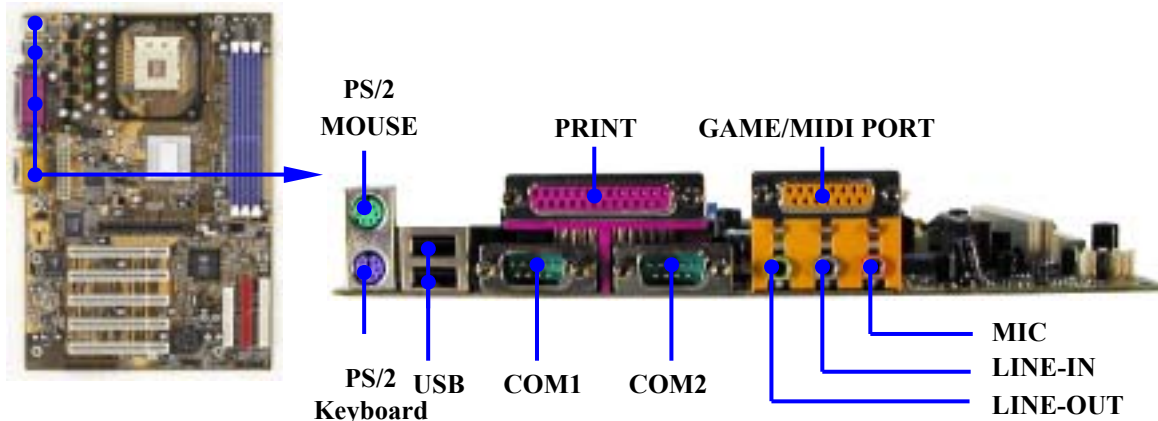 PS/2
MOUSE
PRINT
GAME/MIDI PORT
MIC
LINE-IN
LINE-OUT
PS/2
Keyboard
USB
COM1
COM2